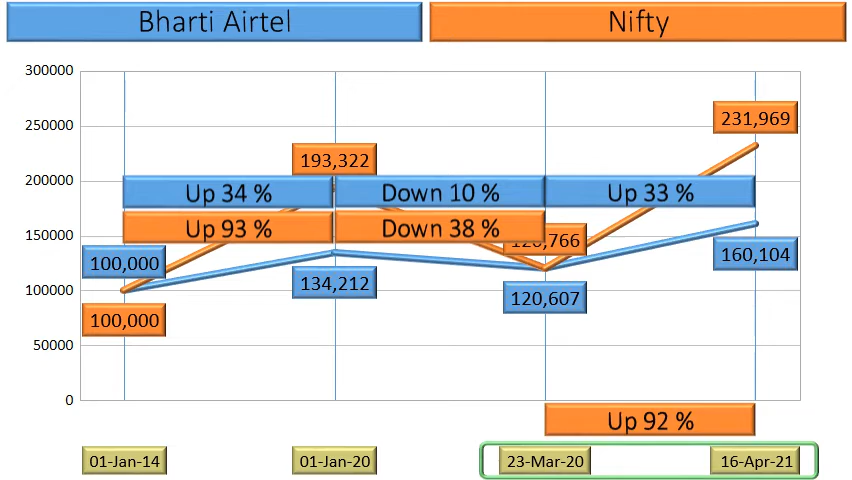 Bharti Airtel
Nifty
300000
250000
200000
150000
100000
50000
0
231,969
193,322
Up 34 %
Down 10 %
Up 33 %
Up 93 %
Down 38 %
100,000
160,104
134,212
120,607
100,000
Up 92 %
01-Jan-14
01-Jan-20
23-Mar-20
16-Apr-21